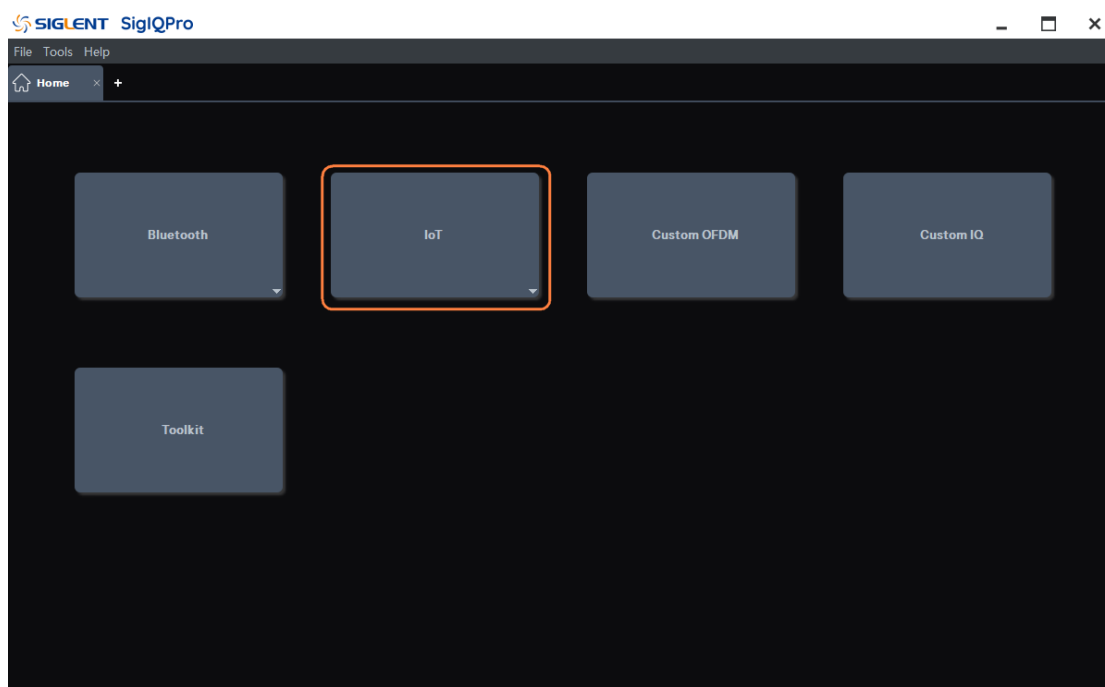 SIGLENT SigIQPro
File Tools Help
Home × +
Bluetooth IoT Custom OFDM Custom IQ
Toolkit